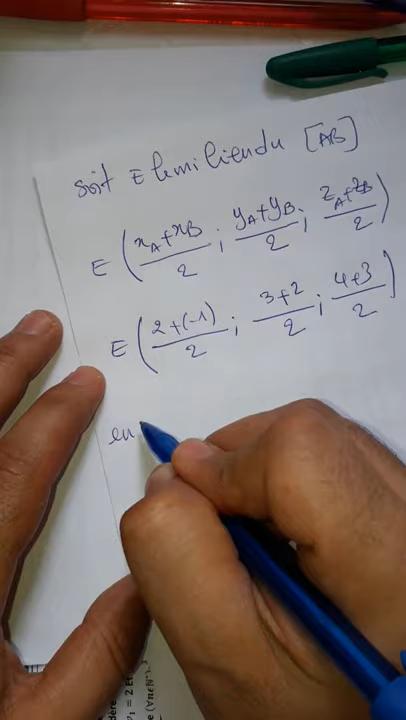 soit E le milieu du [AB]
E ( (xA+xB)/2 ; (yA+yB)/2 ; (zA+zB)/2 )
E ( (2+(-1))/2 ; (3+2)/2 ; (4+3)/2 )
en